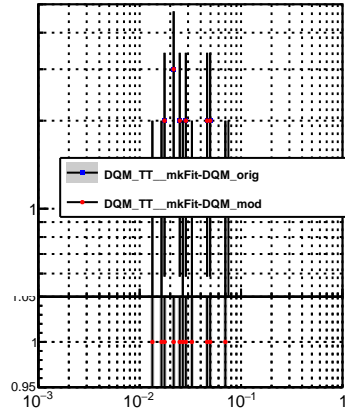 1
DQM_TT__mkFit-DQM_orig
DQM_TT__mkFit-DQM_mod
1.05
1
0.95
10⁻³ 10⁻² 10⁻¹ 1